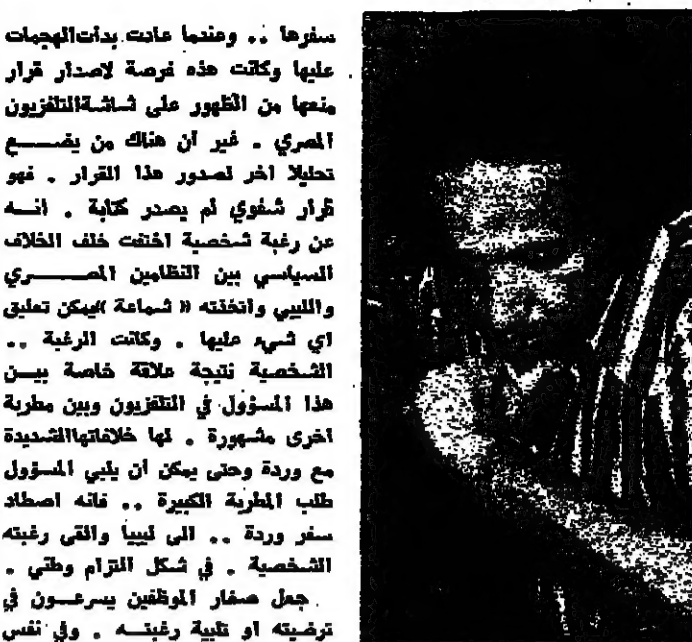 سفرها .. وعندما عادت بدأت الهجمات
عليها وكانت هذه فرصة لاصدار قرار
منعها من الظهور على شاشة التلفزيون
المصري . غير أن هناك من يضـــع
تحليلا اخر لصدور هذا القرار . فهو
قرار شفوي لم يصدر كتابة . انـــه
عن رغبة شخصية اختفت خلف الخلاف
السياسي بين النظامين المصـــــري
والليبي واتخذته « شماعة » يمكن تعليق
اي شيء عليها . وكانت الرغبة ..
الشخصية نتيجة علاقة خاصة بيـــن
هذا المسؤول في التلفزيون وبين مطربة
اخرى مشهورة . لها خلافاتها الشديدة
مع وردة وحتى يمكن أن يلبي المسؤول
طلب المطربة الكبيرة .. فانه اصطاد
سفر وردة .. الى ليبيا والقى رغبته
الشخصية . في شكل التزام وطني .
جعل صغار الموظفين يسرعـــون في
ترضيته او تلبية رغبتـــه . وفي نفس